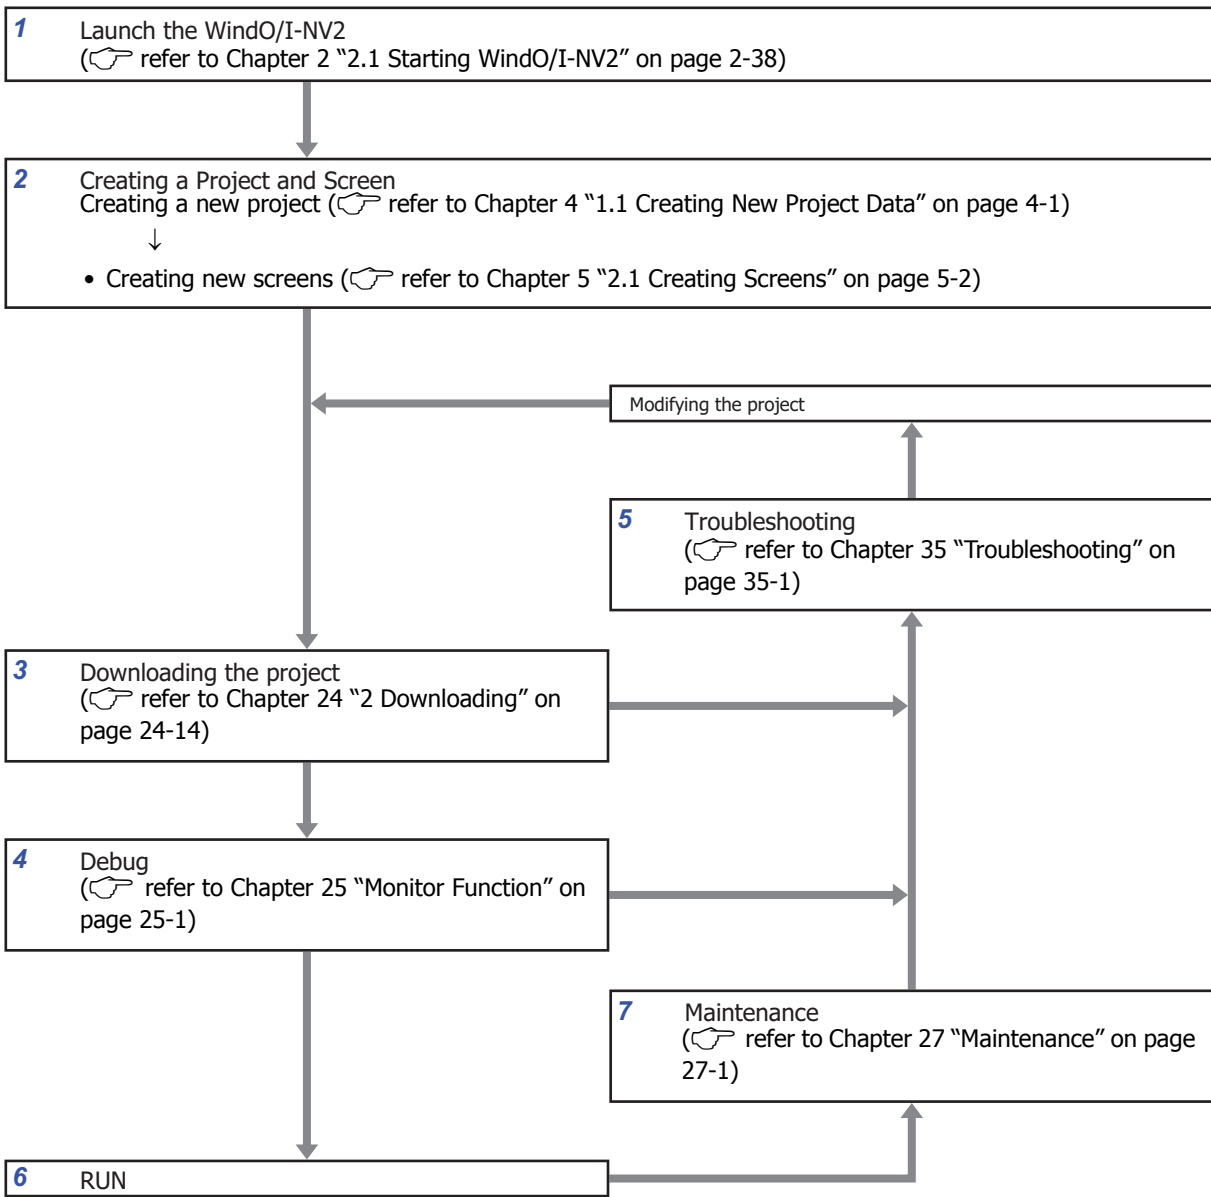 1 Launch the WindO/I-NV2
(☞ refer to Chapter 2 “2.1 Starting WindO/I-NV2” on page 2-38)
2 Creating a Project and Screen
Creating a new project (☞ refer to Chapter 4 “1.1 Creating New Project Data” on page 4-1)
↓
• Creating new screens (☞ refer to Chapter 5 “2.1 Creating Screens” on page 5-2)
Modifying the project
5 Troubleshooting
(☞ refer to Chapter 35 “Troubleshooting” on
page 35-1)
3 Downloading the project
(☞ refer to Chapter 24 “2 Downloading” on
page 24-14)
4 Debug
(☞ refer to Chapter 25 “Monitor Function” on
page 25-1)
7 Maintenance
(☞ refer to Chapter 27 “Maintenance” on page
27-1)
6 RUN